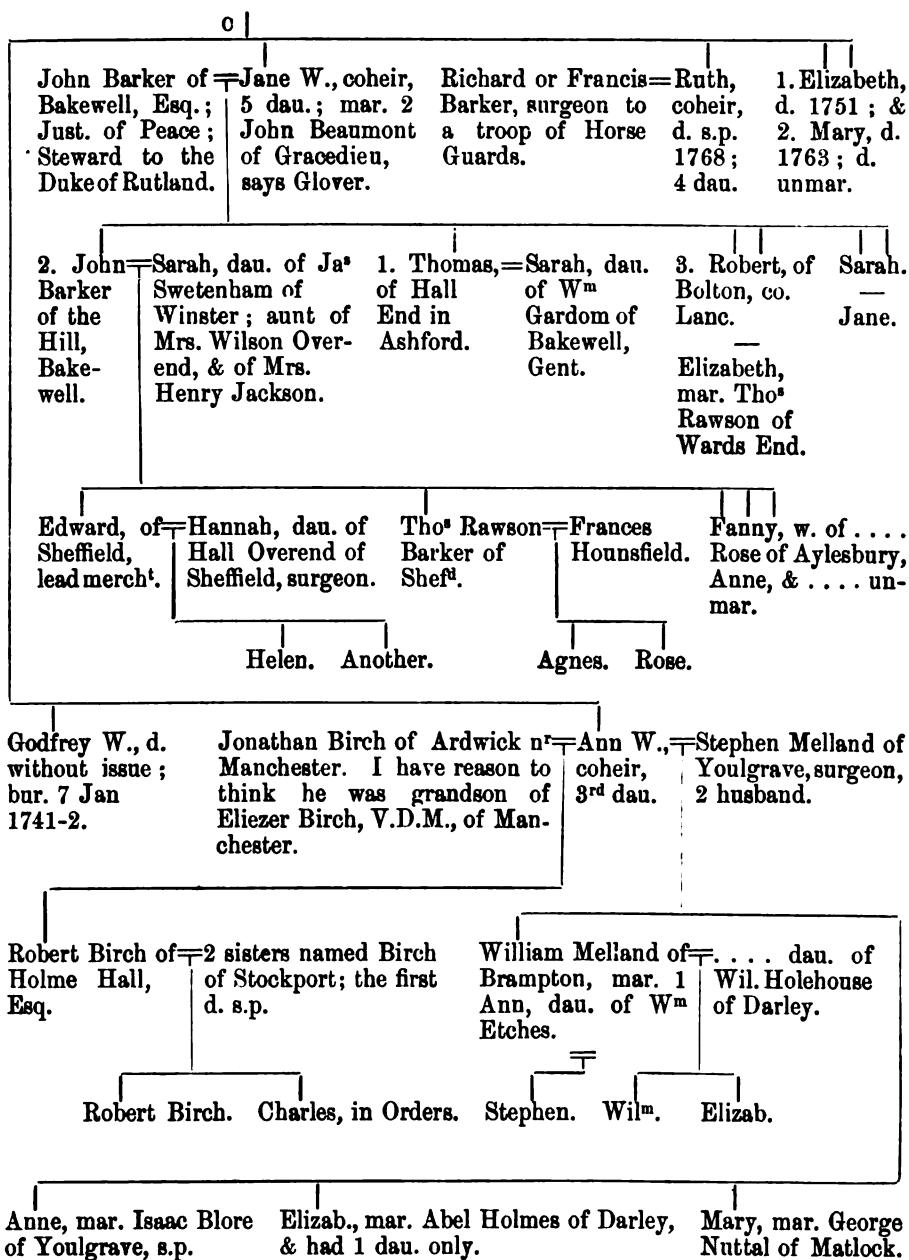 o
John Barker of
Bakewell, Esq.;
Just. of Peace;
Steward to the
Duke of Rutland.
Jane W., coheir,
5 dau.; mar. 2
John Beaumont
of Gracedieu,
says Glover.
Richard or Francis
Barker, surgeon to
a troop of Horse
Guards.
Ruth,
coheir,
d. s.p.
1768;
4 dau.
1. Elizabeth,
d. 1751; &
2. Mary, d.
1763; d.
unmar.
2. John
Barker
of the
Hill,
Bake-
well.
Sarah, dau. of Jaˢ
Swetenham of
Winster; aunt of
Mrs. Wilson Over-
end, & of Mrs.
Henry Jackson.
1. Thomas,
of Hall
End in
Ashford.
Sarah, dau.
of Wᵐ
Gardom of
Bakewell,
Gent.
3. Robert, of
Bolton, co.
Lanc.
—
Elizabeth,
mar. Thoˢ
Rawson of
Wards End.
Sarah.
—
Jane.
Edward, of
Sheffield,
lead mercht.
Hannah, dau. of
Hall Overend of
Sheffield, surgeon.
Thoˢ Rawson
Barker of
Shefᵈ.
Frances
Hounsfield.
Fanny, w. of . . . .
Rose of Aylesbury,
Anne, & . . . . un-
mar.
Helen. Another.
Agnes. Rose.
Godfrey W., d.
without issue;
bur. 7 Jan
1741-2.
Jonathan Birch of Ardwick nʳ
Manchester. I have reason to
think he was grandson of
Eliezer Birch, V.D.M., of Man-
chester.
Ann W.,
coheir,
3ʳᵈ dau.
Stephen Melland of
Youlgrave, surgeon,
2 husband.
Robert Birch of
Holme Hall,
Esq.
2 sisters named Birch
of Stockport; the first
d. s.p.
William Melland of
Brampton, mar. 1
Ann, dau. of Wᵐ
Etches.
. . . . dau. of
Wil. Holehouse
of Darley.
Robert Birch. Charles, in Orders.
Stephen. Wilᵐ. Elizab.
Anne, mar. Isaac Blore
of Youlgrave, s.p.
Elizab., mar. Abel Holmes of Darley,
& had 1 dau. only.
Mary, mar. George
Nuttal of Matlock.